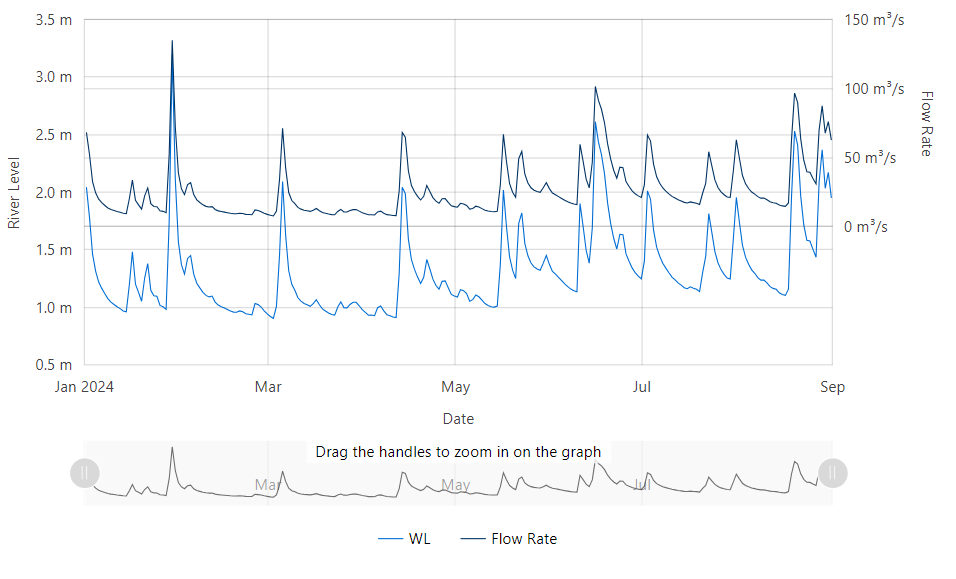 3.5 m
3.0 m
2.5 m
2.0 m
1.5 m
1.0 m
0.5 m
River Level
150 m³/s
100 m³/s
50 m³/s
0 m³/s
Flow Rate
Jan 2024 Mar May Jul Sep
Date
Drag the handles to zoom in on the graph
Mar May Jul
WL Flow Rate